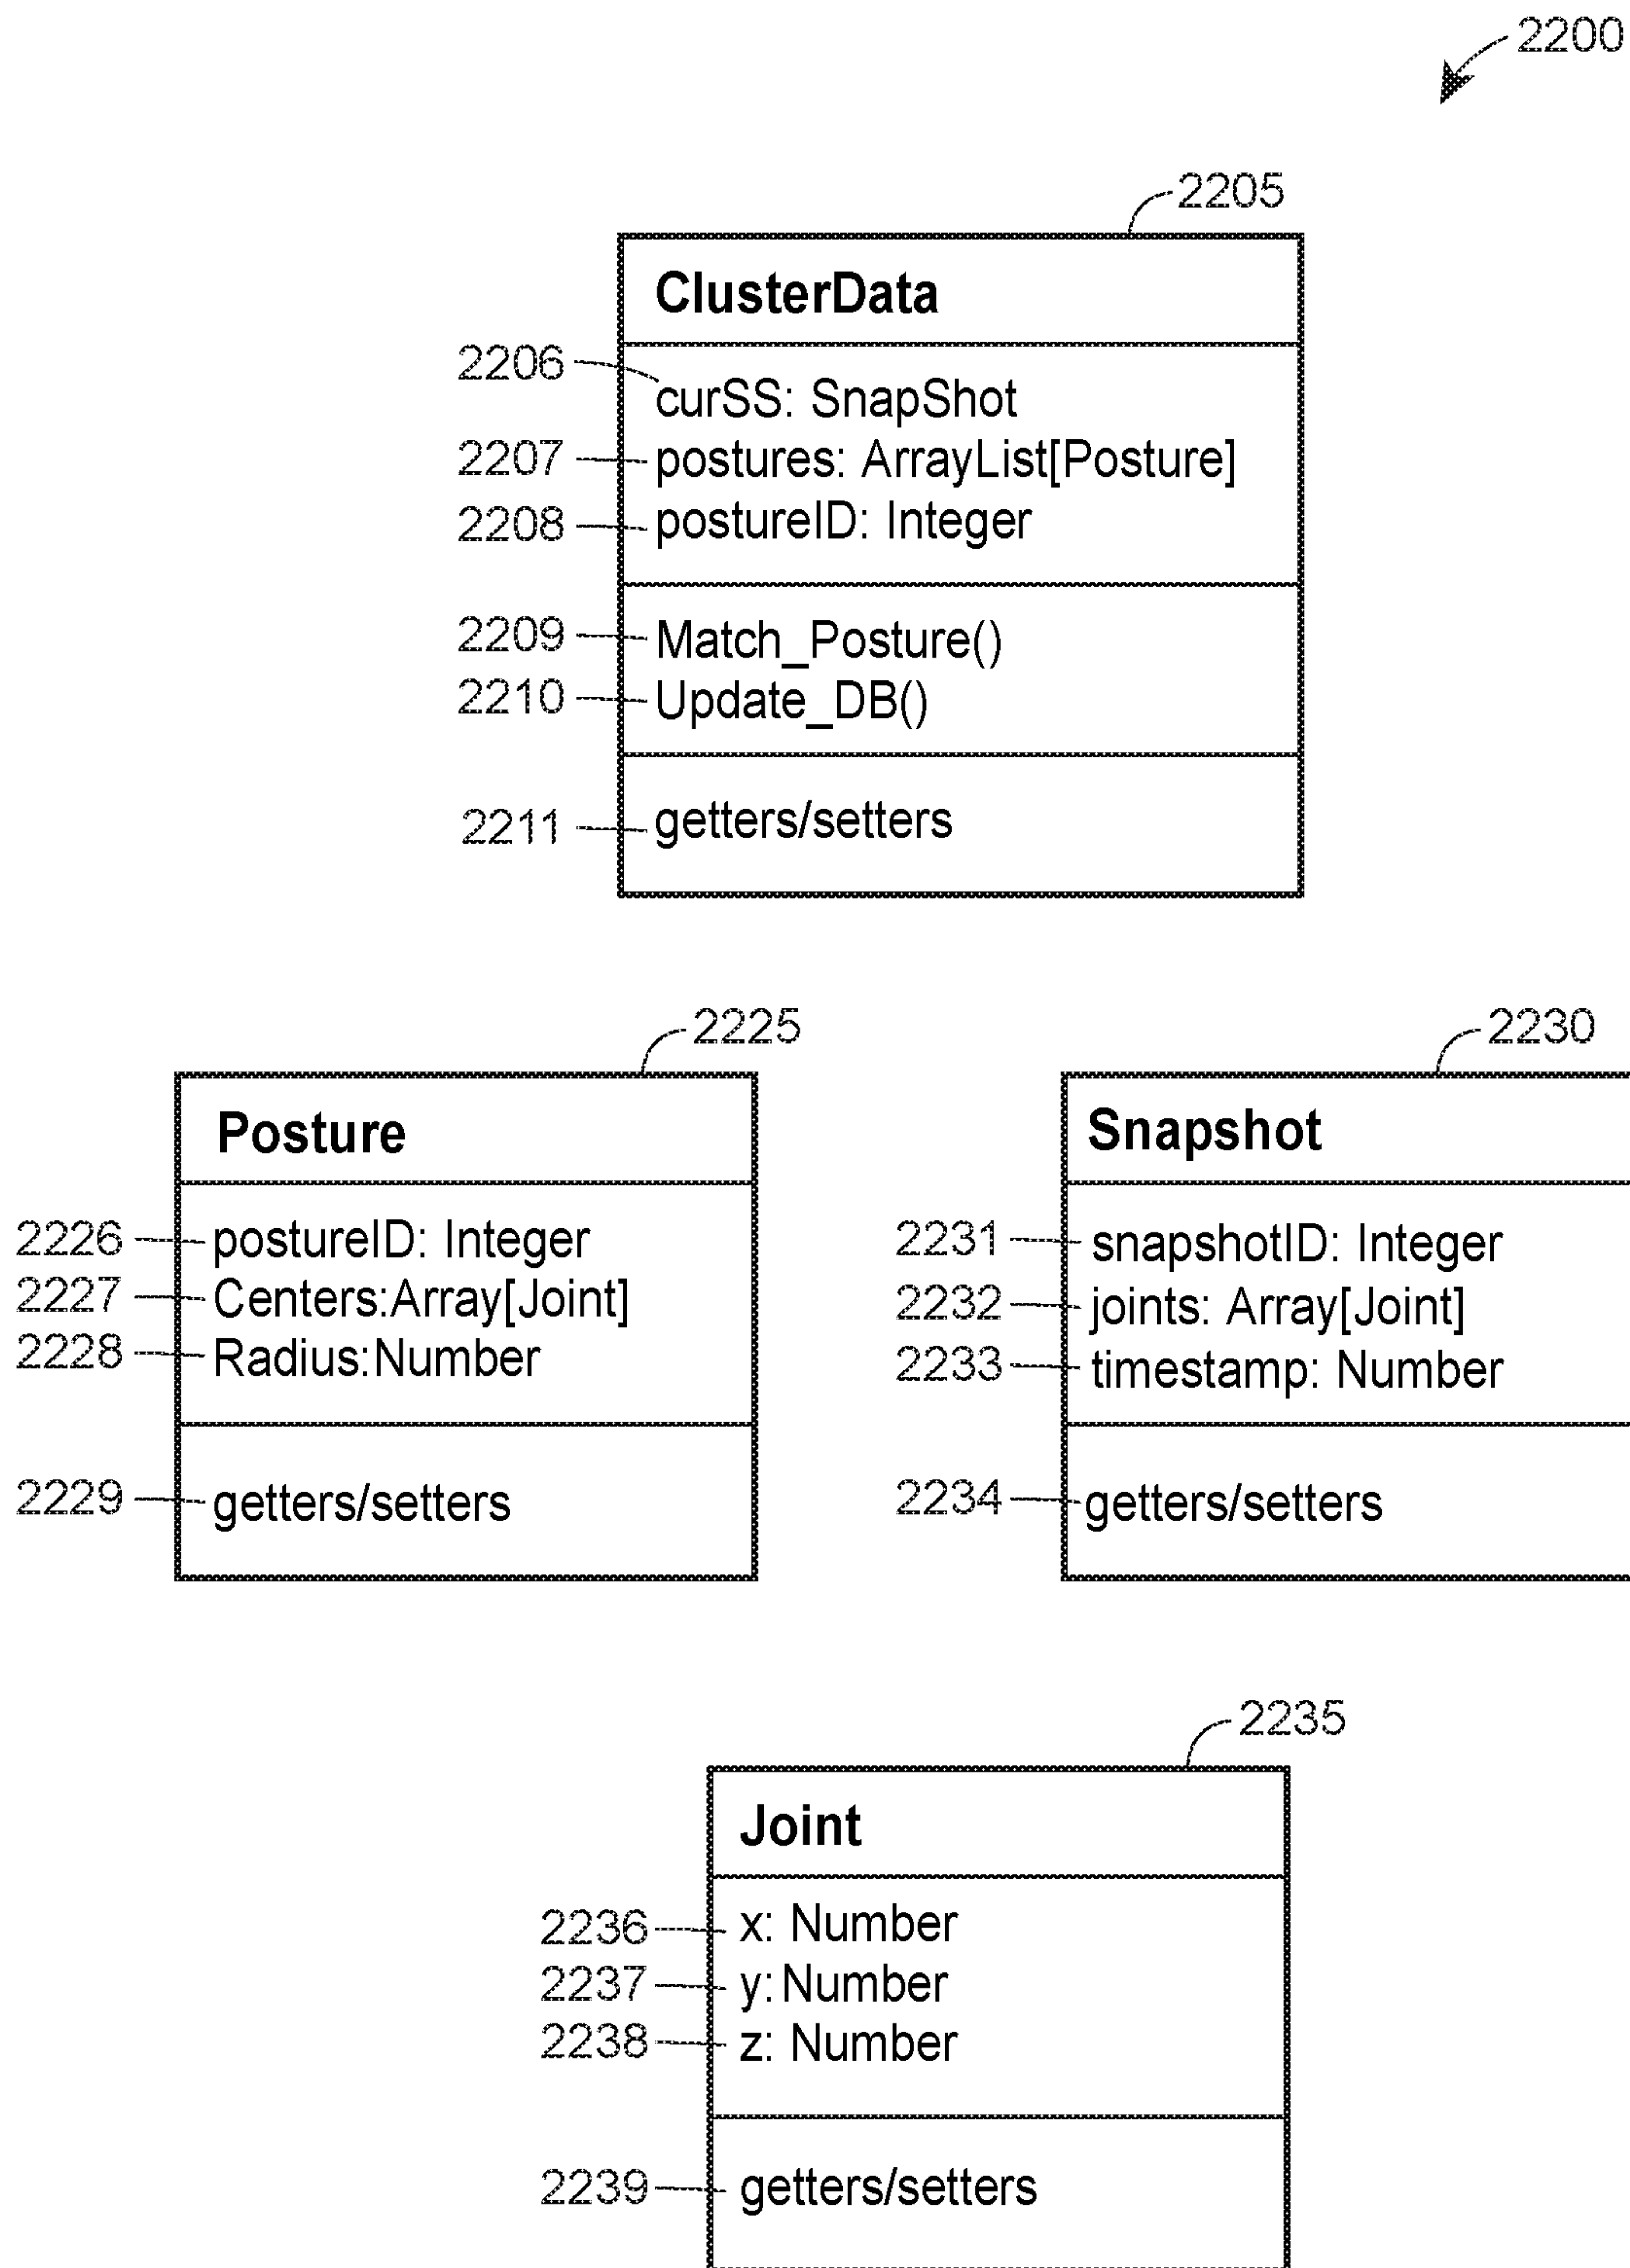 2200
2205
ClusterData
2206 curSS: SnapShot
2207 postures: ArrayList[Posture]
2208 postureID: Integer
2209 Match_Posture()
2210 Update_DB()
2211 getters/setters
2225
Posture
2226 postureID: Integer
2227 Centers:Array[Joint]
2228 Radius:Number
2229 getters/setters
2230
Snapshot
2231 snapshotID: Integer
2232 joints: Array[Joint]
2233 timestamp: Number
2234 getters/setters
2235
Joint
2236 x: Number
2237 y:Number
2238 z: Number
2239 getters/setters